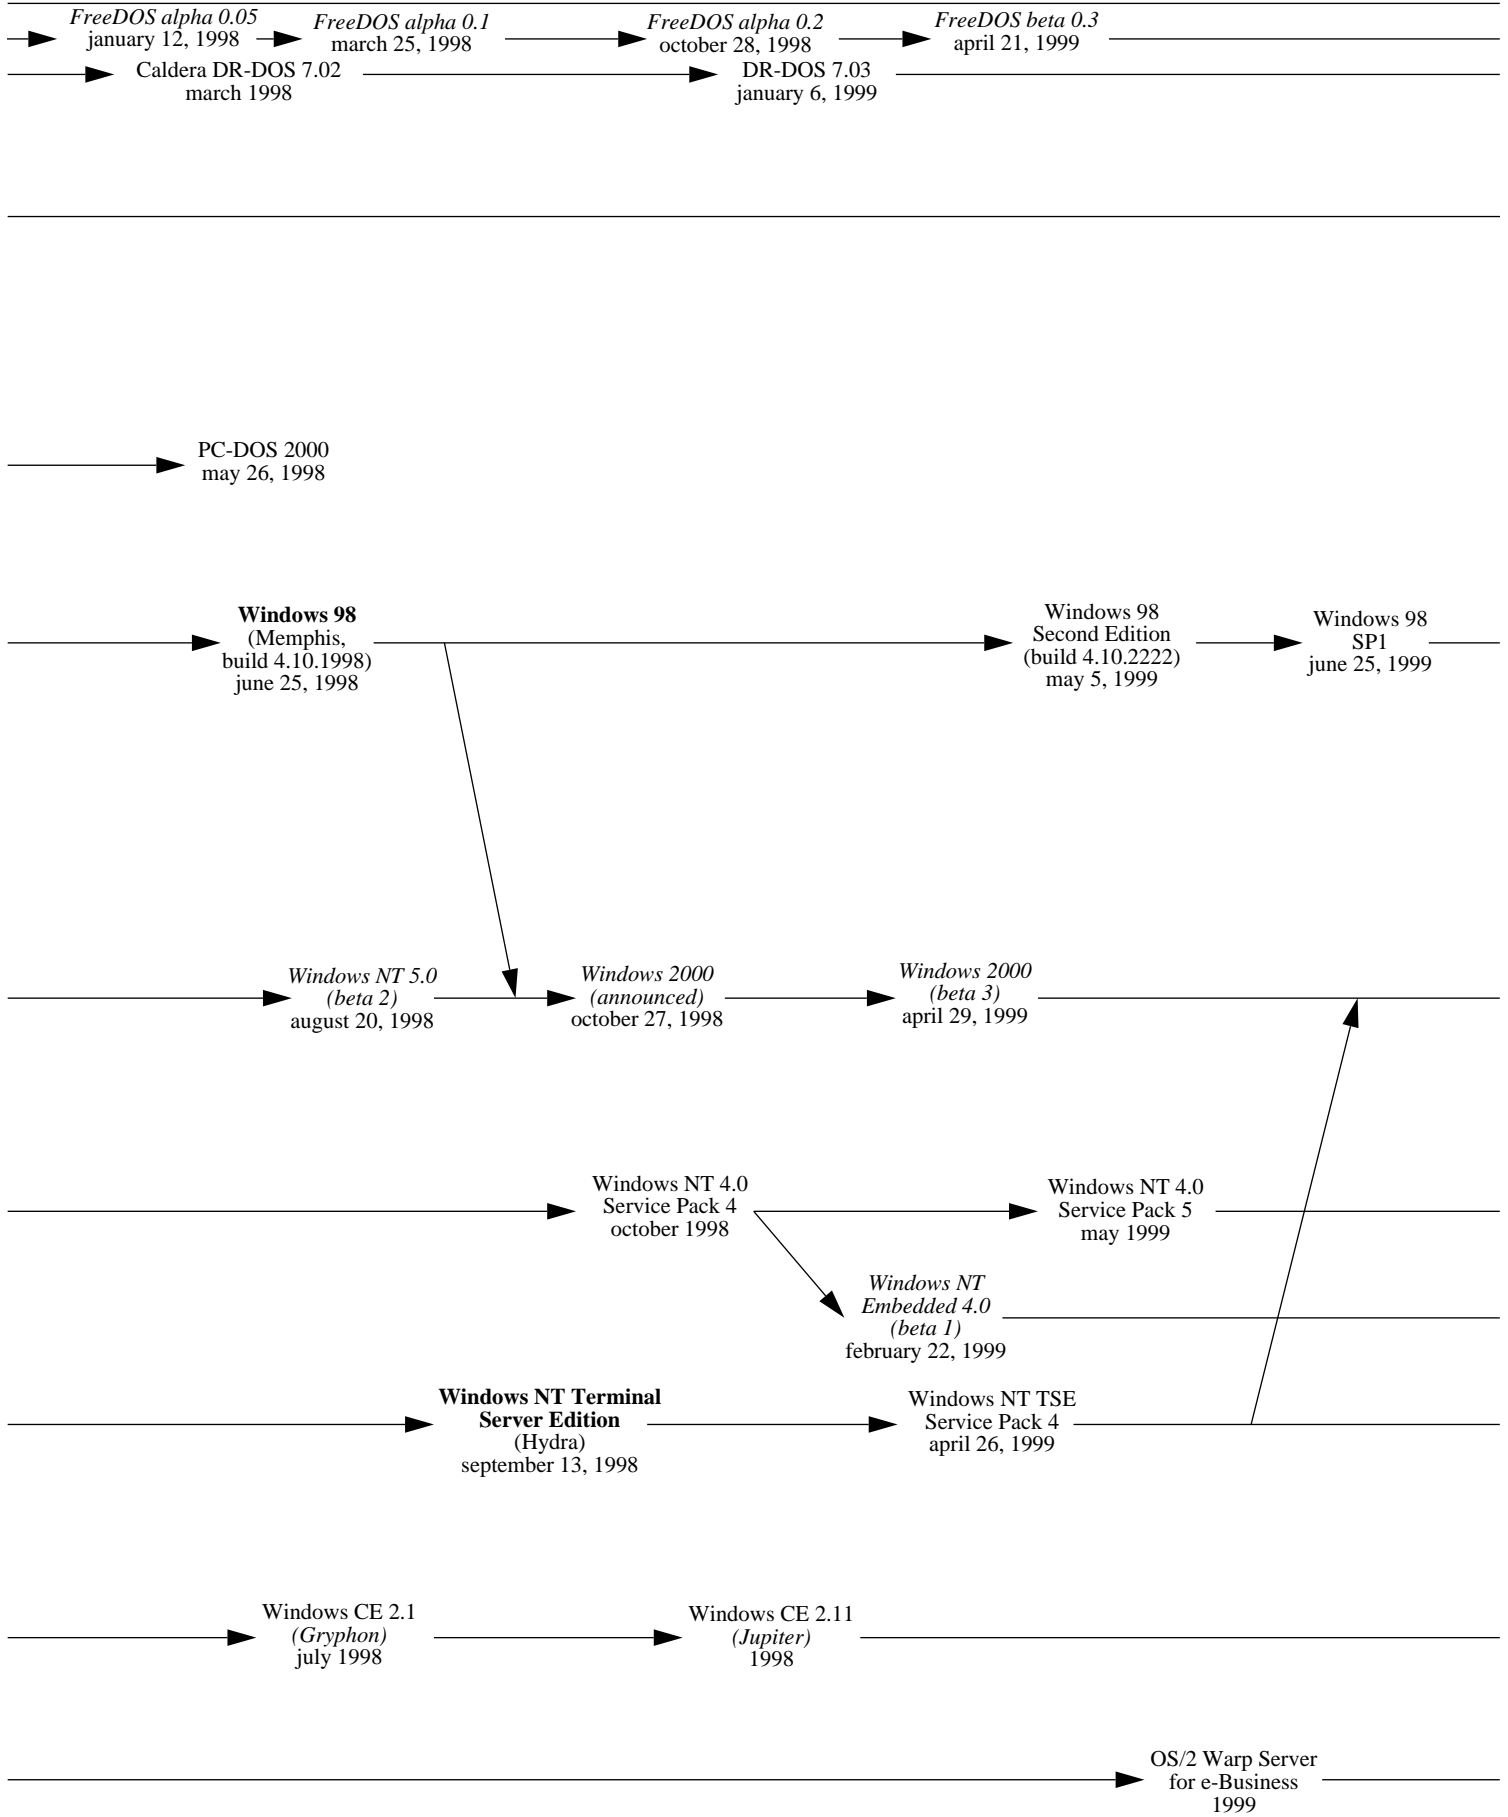 FreeDOS alpha 0.05
january 12, 1998
FreeDOS alpha 0.1
march 25, 1998
FreeDOS alpha 0.2
october 28, 1998
FreeDOS beta 0.3
april 21, 1999
Caldera DR-DOS 7.02
march 1998
DR-DOS 7.03
january 6, 1999
PC-DOS 2000
may 26, 1998
Windows 98
(Memphis,
build 4.10.1998)
june 25, 1998
Windows 98
Second Edition
(build 4.10.2222)
may 5, 1999
Windows 98
SP1
june 25, 1999
Windows NT 5.0
(beta 2)
august 20, 1998
Windows 2000
(announced)
october 27, 1998
Windows 2000
(beta 3)
april 29, 1999
Windows NT 4.0
Service Pack 4
october 1998
Windows NT 4.0
Service Pack 5
may 1999
Windows NT
Embedded 4.0
(beta 1)
february 22, 1999
Windows NT Terminal
Server Edition
(Hydra)
september 13, 1998
Windows NT TSE
Service Pack 4
april 26, 1999
Windows CE 2.1
(Gryphon)
july 1998
Windows CE 2.11
(Jupiter)
1998
OS/2 Warp Server
for e-Business
1999